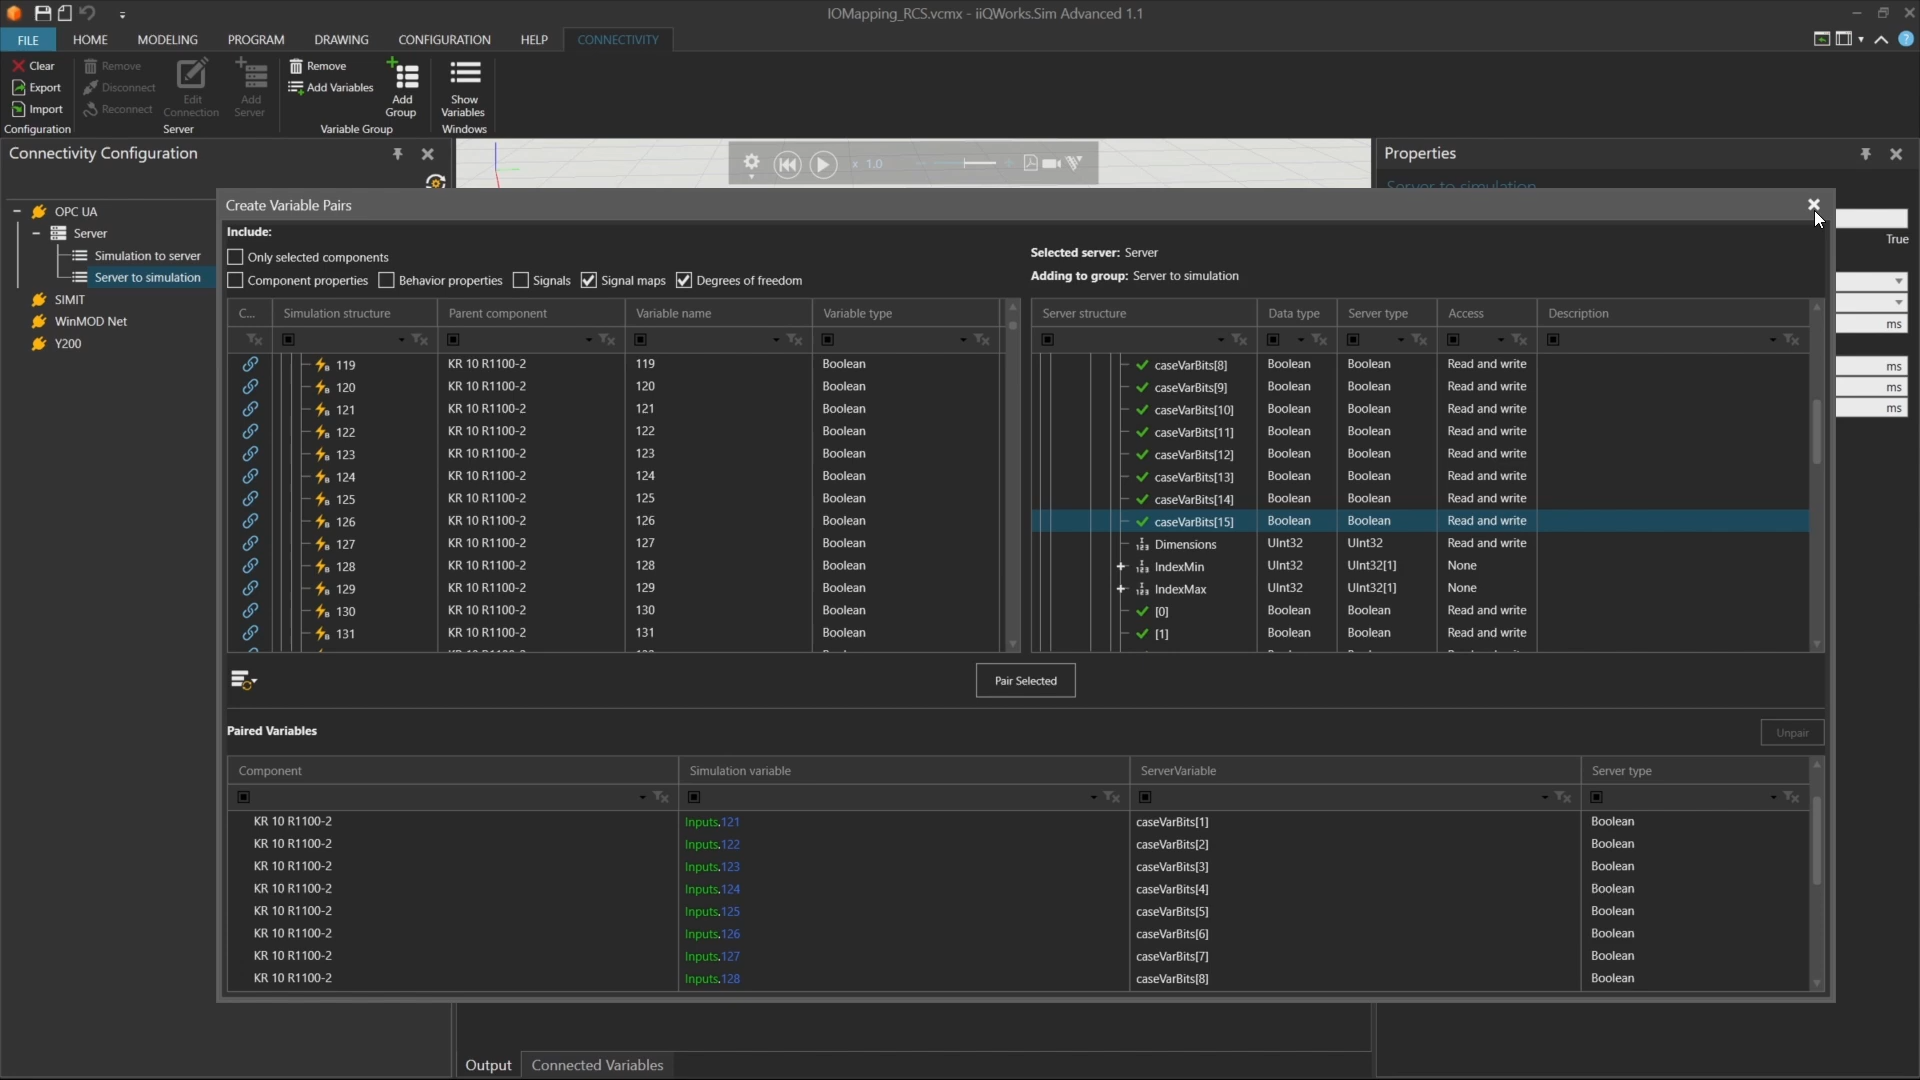 IOMapping_RCS.vcmx - iiQWorks.Sim Advanced 1.1
FILE HOME MODELING PROGRAM DRAWING CONFIGURATION HELP CONNECTIVITY
Clear
Export
Import
Configuration
Remove
Disconnect
Reconnect
Edit Connection
Add Server
Server
Remove
Add Variables
Add Group
Variable Group
Show Variables
Windows
Connectivity Configuration
OPC UA
Server
Simulation to server
Server to simulation
SIMIT
WinMOD Net
Y200
x 1.0
Properties
Server to simulation
True
ms
ms
ms
ms
Create Variable Pairs
Include:
Only selected components
Component properties Behavior properties Signals Signal maps Degrees of freedom
Selected server: Server
Adding to group: Server to simulation
C... Simulation structure Parent component Variable name Variable type
119 KR 10 R1100-2 119 Boolean
120 KR 10 R1100-2 120 Boolean
121 KR 10 R1100-2 121 Boolean
122 KR 10 R1100-2 122 Boolean
123 KR 10 R1100-2 123 Boolean
124 KR 10 R1100-2 124 Boolean
125 KR 10 R1100-2 125 Boolean
126 KR 10 R1100-2 126 Boolean
127 KR 10 R1100-2 127 Boolean
128 KR 10 R1100-2 128 Boolean
129 KR 10 R1100-2 129 Boolean
130 KR 10 R1100-2 130 Boolean
131 KR 10 R1100-2 131 Boolean
Server structure Data type Server type Access Description
caseVarBits[8] Boolean Boolean Read and write
caseVarBits[9] Boolean Boolean Read and write
caseVarBits[10] Boolean Boolean Read and write
caseVarBits[11] Boolean Boolean Read and write
caseVarBits[12] Boolean Boolean Read and write
caseVarBits[13] Boolean Boolean Read and write
caseVarBits[14] Boolean Boolean Read and write
caseVarBits[15] Boolean Boolean Read and write
Dimensions UInt32 UInt32 Read and write
IndexMin UInt32 UInt32[1] None
IndexMax UInt32 UInt32[1] None
[0] Boolean Boolean Read and write
[1] Boolean Boolean Read and write
Pair Selected
Paired Variables
Unpair
Component Simulation variable ServerVariable Server type
KR 10 R1100-2 Inputs.121 caseVarBits[1] Boolean
KR 10 R1100-2 Inputs.122 caseVarBits[2] Boolean
KR 10 R1100-2 Inputs.123 caseVarBits[3] Boolean
KR 10 R1100-2 Inputs.124 caseVarBits[4] Boolean
KR 10 R1100-2 Inputs.125 caseVarBits[5] Boolean
KR 10 R1100-2 Inputs.126 caseVarBits[6] Boolean
KR 10 R1100-2 Inputs.127 caseVarBits[7] Boolean
KR 10 R1100-2 Inputs.128 caseVarBits[8] Boolean
Output Connected Variables